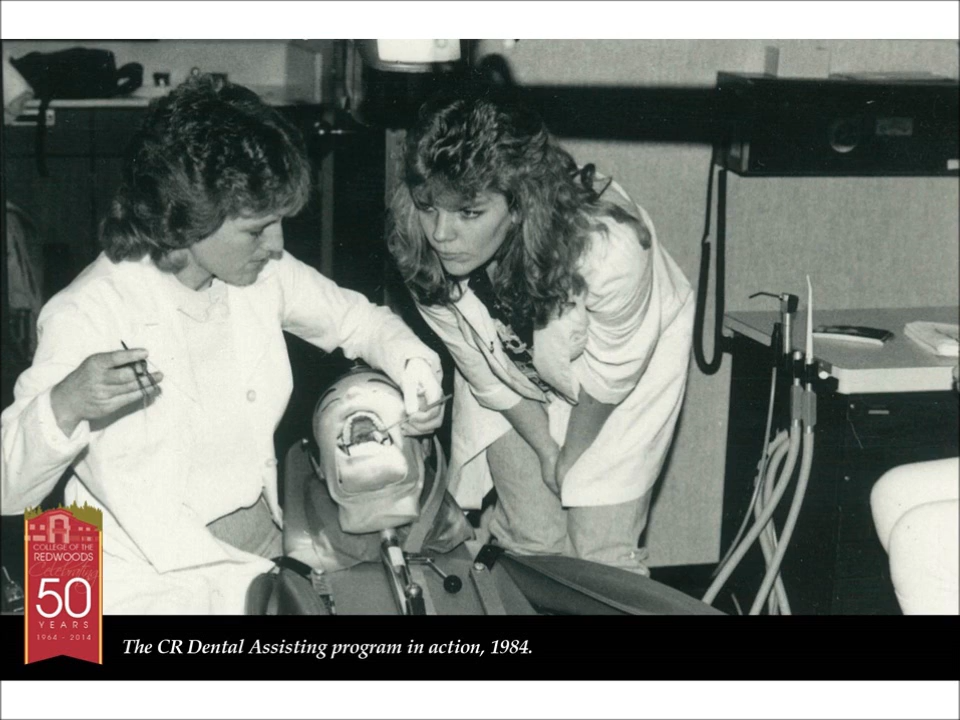 COLLEGE OF THE
REDWOODS
Celebrating
50
YEARS
1964 - 2014
The CR Dental Assisting program in action, 1984.